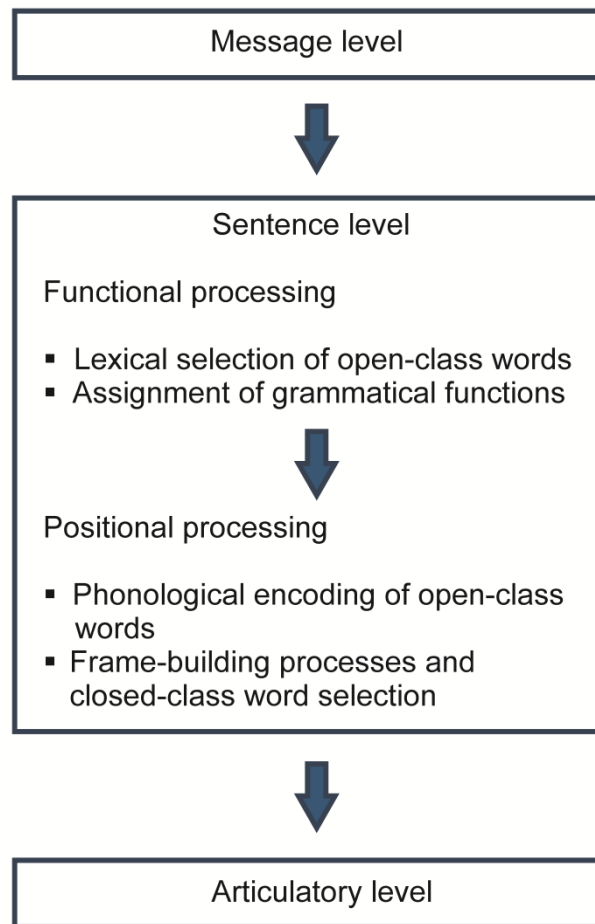 Message level
Sentence level
Functional processing
▪ Lexical selection of open-class words
▪ Assignment of grammatical functions
Positional processing
▪ Phonological encoding of open-class
words
▪ Frame-building processes and
closed-class word selection
Articulatory level